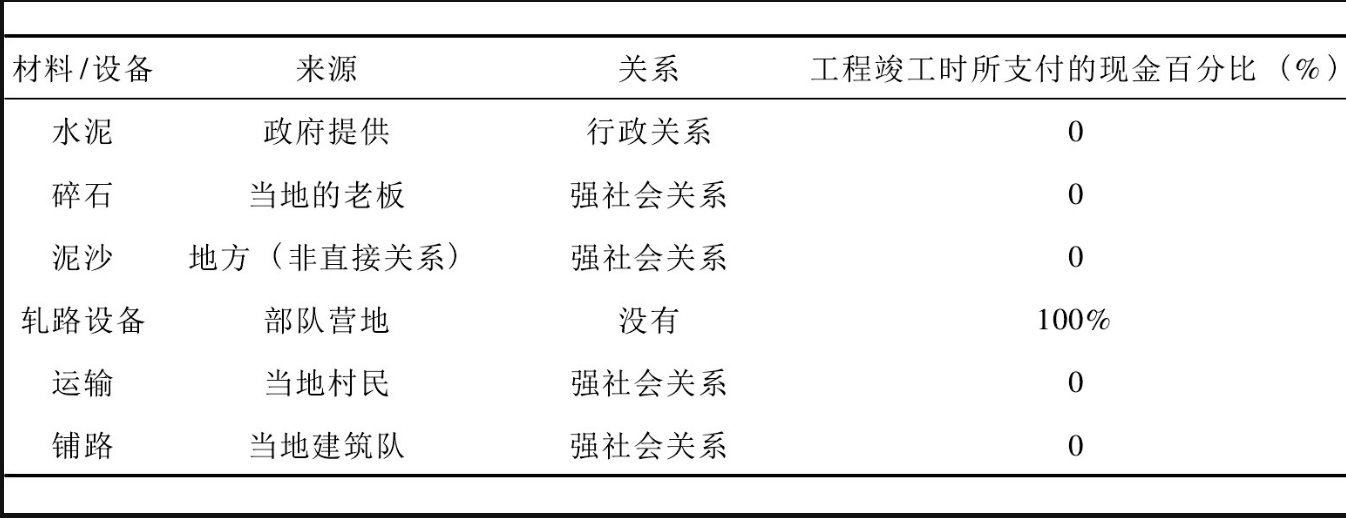 材料/设备 来源 关系 工程竣工时所支付的现金百分比（%）
水泥 政府提供 行政关系 0
碎石 当地的老板 强社会关系 0
泥沙 地方（非直接关系） 强社会关系 0
轧路设备 部队营地 没有 100%
运输 当地村民 强社会关系 0
铺路 当地建筑队 强社会关系 0